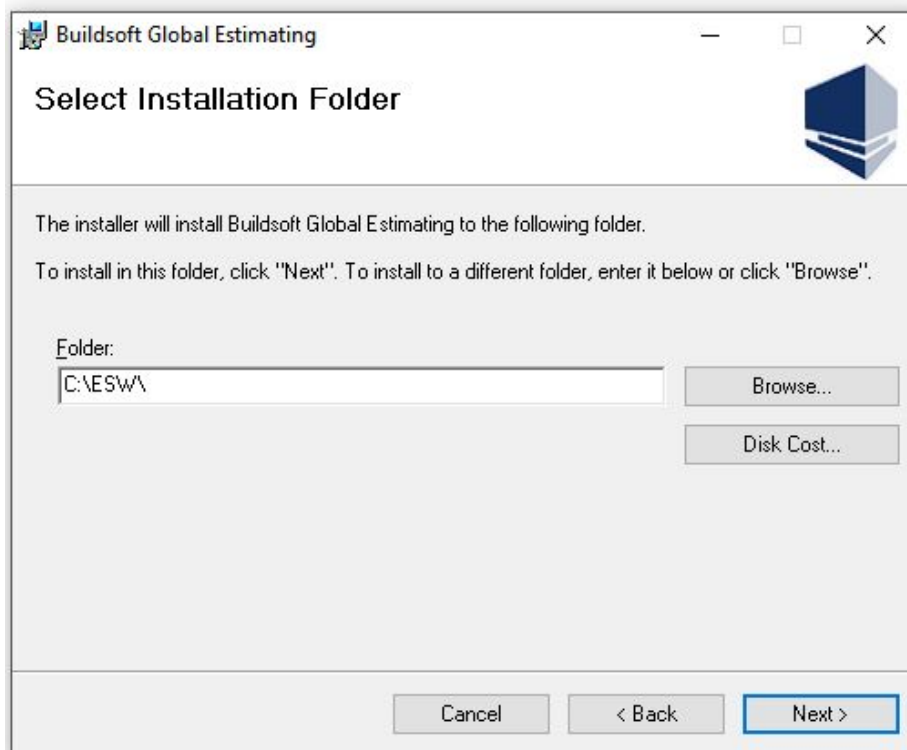 Buildsoft Global Estimating
Select Installation Folder
The installer will install Buildsoft Global Estimating to the following folder.
To install in this folder, click "Next". To install to a different folder, enter it below or click "Browse".
Folder:
C:\ESW\
Browse...
Disk Cost...
Cancel
< Back
Next >